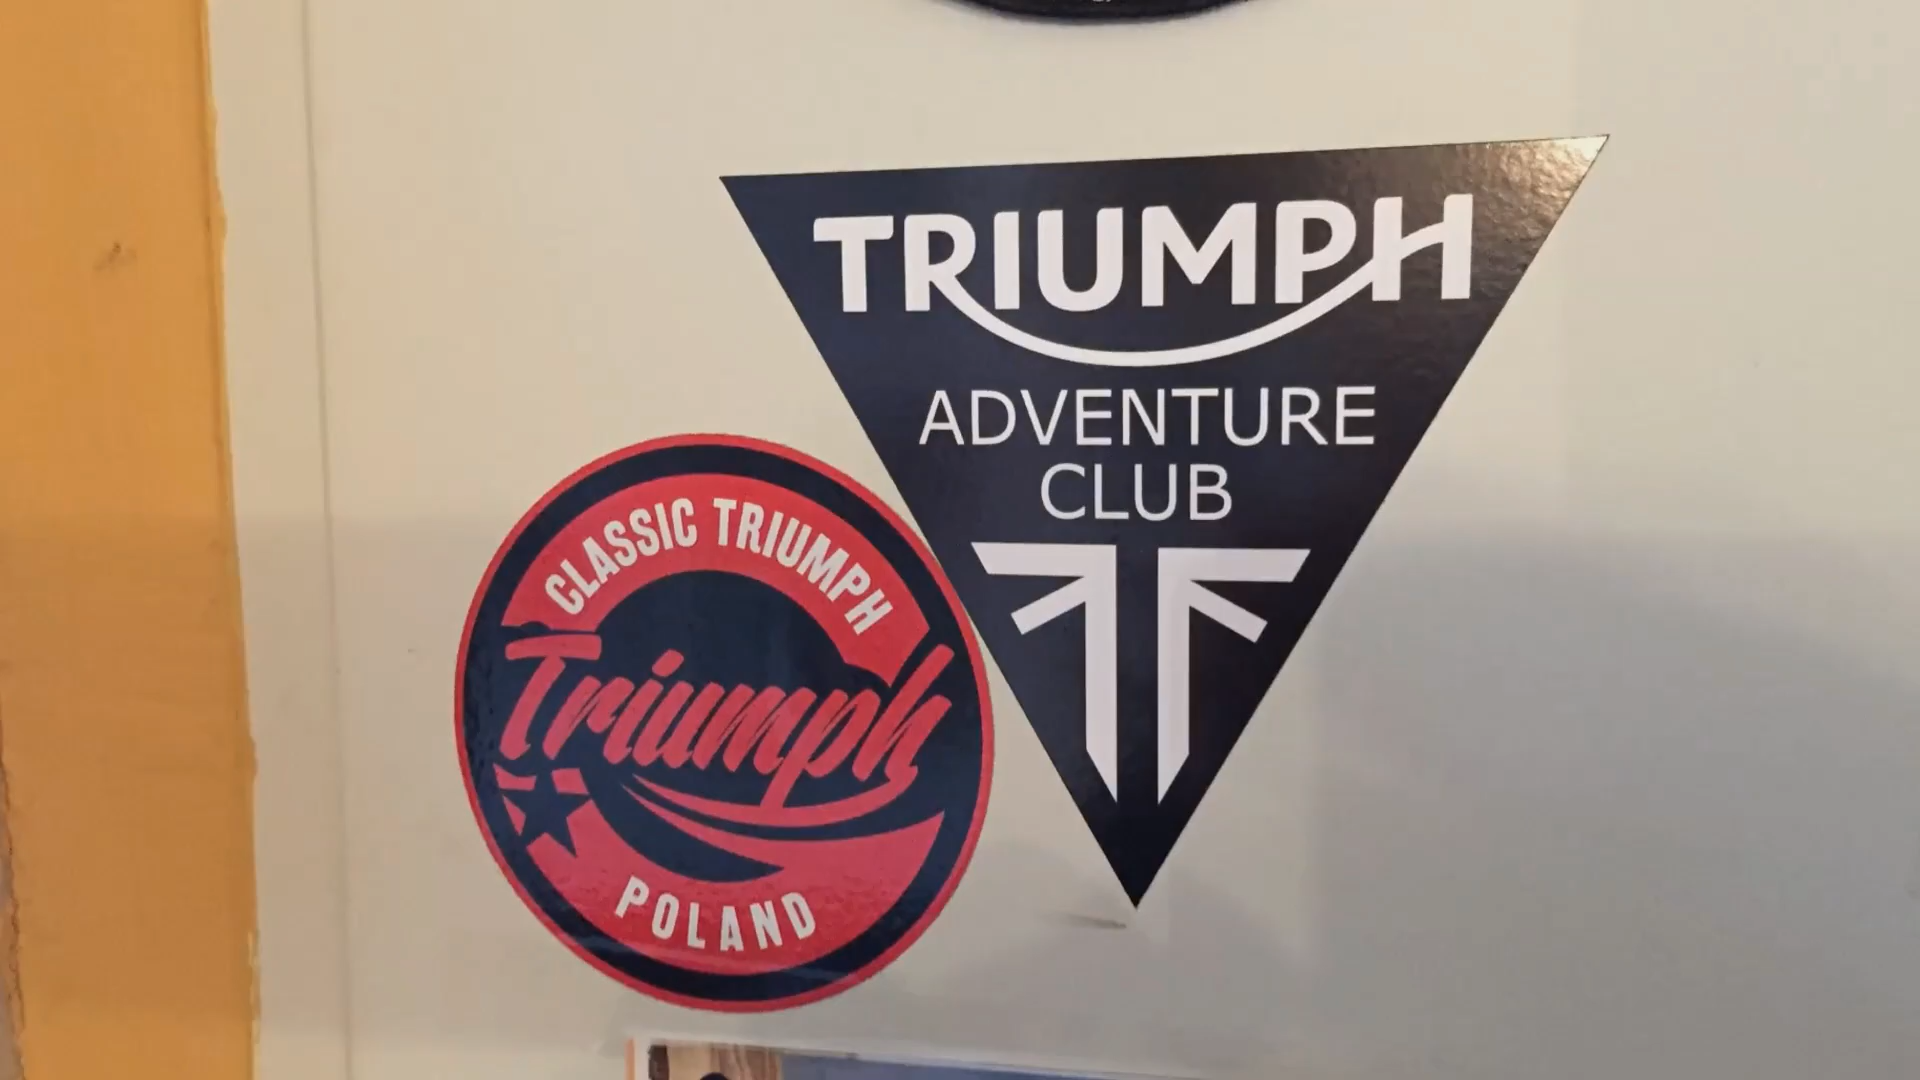 TRIUMPH
ADVENTURE
CLUB
CLASSIC TRIUMPH
Triumph
POLAND